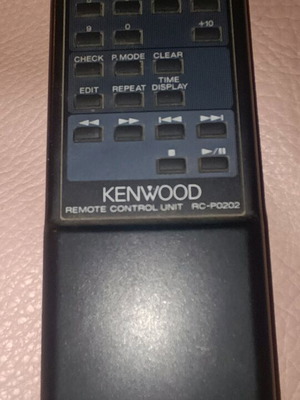 9 0 +10
CHECK P.MODE CLEAR
EDIT REPEAT TIME DISPLAY
KENWOOD
REMOTE CONTROL UNIT RC-P0202